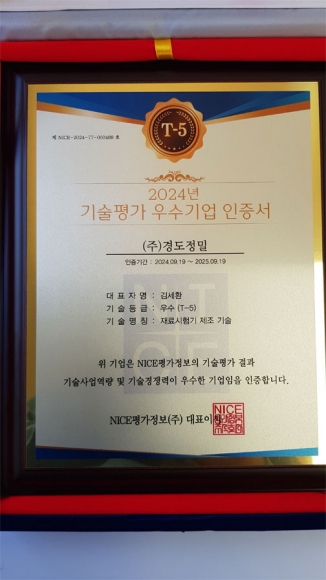 제 NICE-2024-77-
호
T-5
2024년
기술평가 우수기업 인증서
(주)경도정밀
인증기간 : 2024.09.19 ~ 2025.09.19
대 표 자 명 : 김세환
기 술 등 급 : 우수 (T-5)
기 술 명 칭 : 재료시험기 제조 기술
위 기업은 NICE평가정보의 기술평가 결과
기술사업역량 및 기술경쟁력이 우수한 기업임을 인증합니다.
NICE평가정보(주) 대표이사
NICE